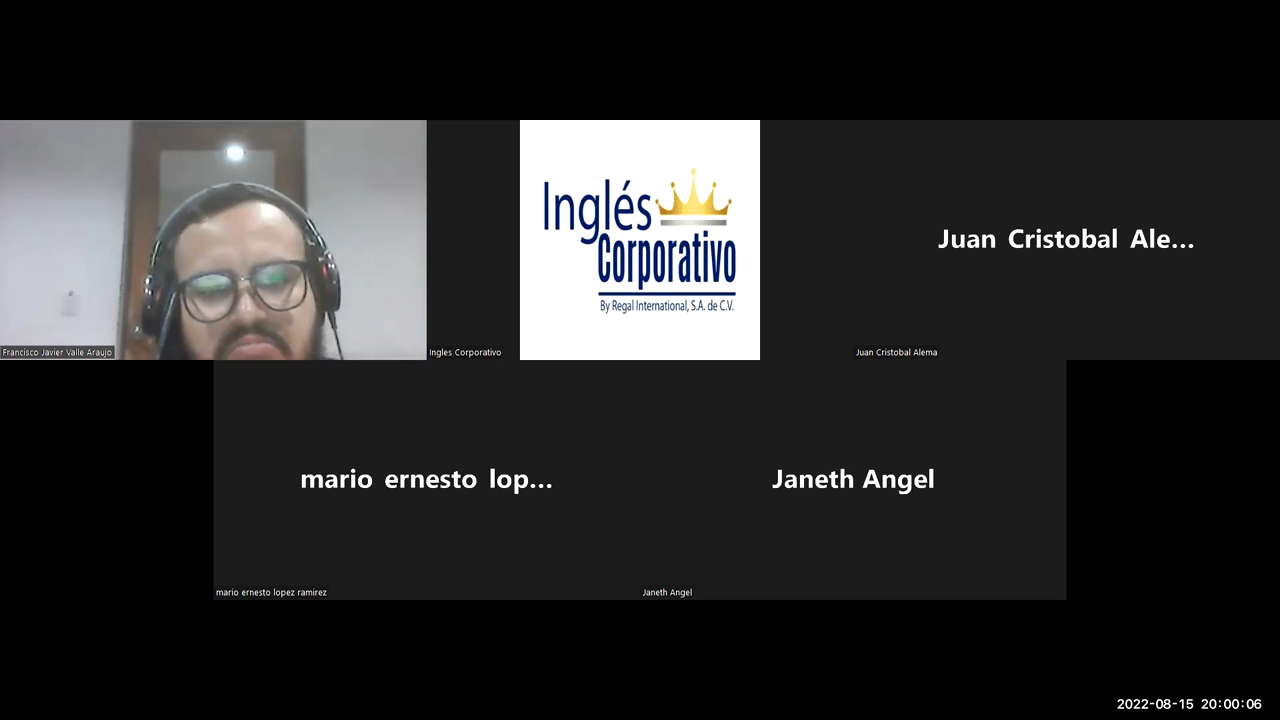 Inglés
Corporativo
By Regal International, S.A. de C.V.
Juan Cristobal Ale...
Francisco Javier Valle Araujo
Ingles Corporativo
Juan Cristobal Alema
mario ernesto lop...
Janeth Angel
mario ernesto lopez ramirez
Janeth Angel
2022-08-15 20:00:06